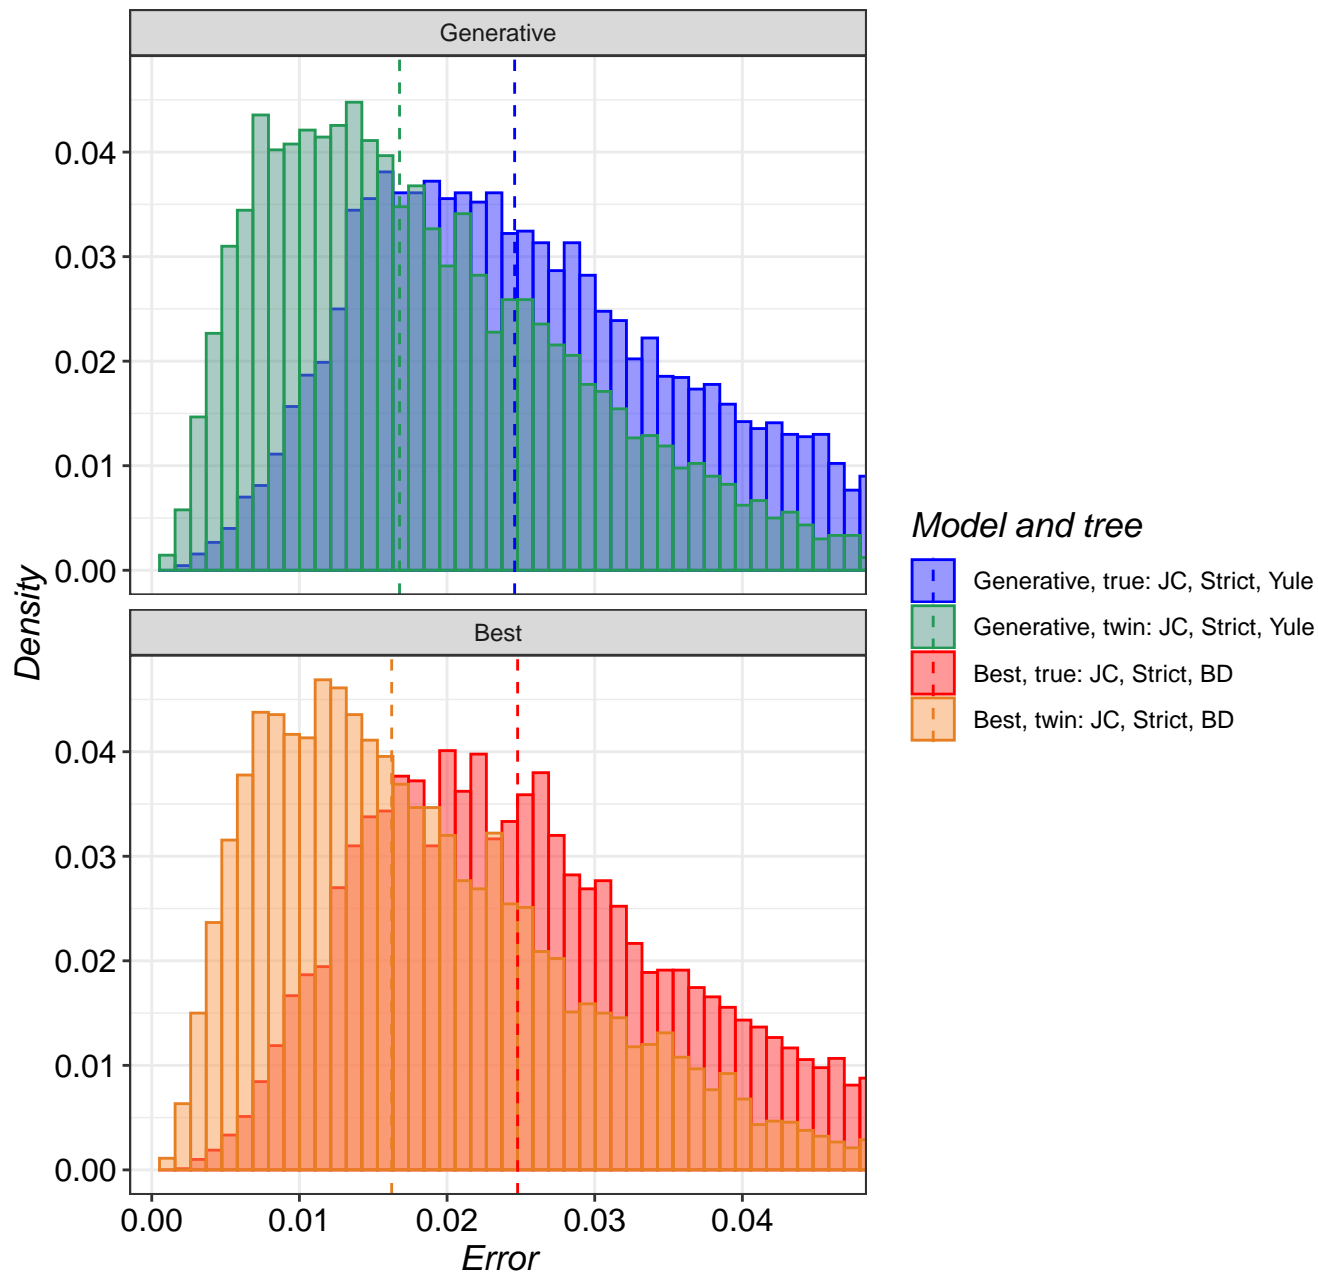 Generative
0.04
0.03
0.02
0.01
0.00
Density
Best
0.04
0.03
0.02
0.01
0.00
0.00 0.01 0.02 0.03 0.04
Error
Model and tree
Generative, true: JC, Strict, Yule
Generative, twin: JC, Strict, Yule
Best, true: JC, Strict, BD
Best, twin: JC, Strict, BD